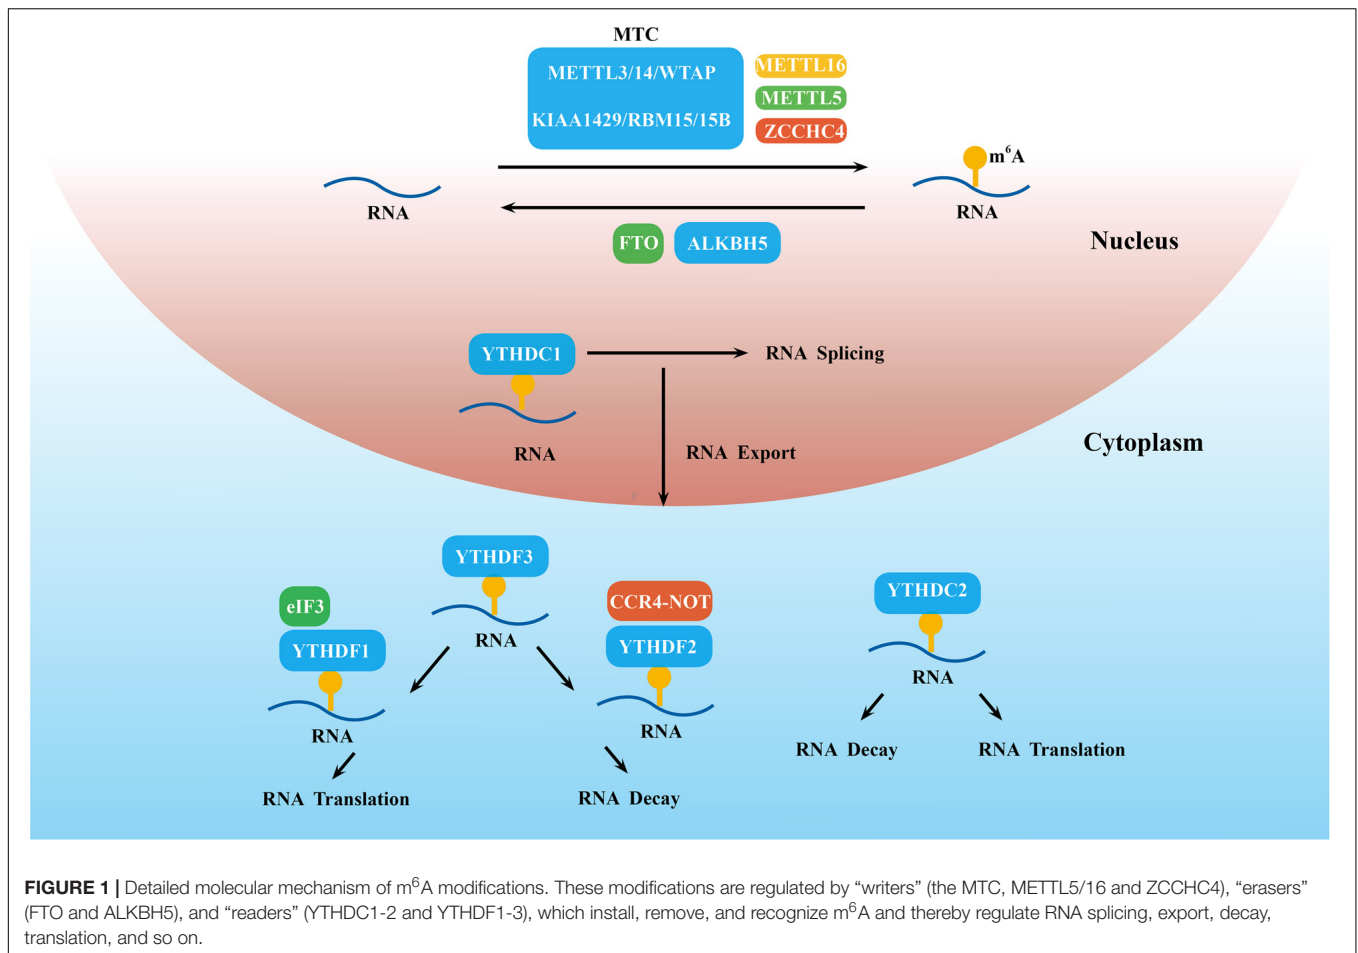 MTC
METTL3/14/WTAP
KIAA1429/RBM15/15B
METTL16
METTL5
ZCCHC4
m⁶A
RNA
RNA
FTO
ALKBH5
Nucleus
YTHDC1
RNA Splicing
RNA
RNA Export
Cytoplasm
YTHDF3
RNA
eIF3
YTHDF1
RNA
RNA Translation
CCR4-NOT
YTHDF2
RNA
RNA Decay
YTHDC2
RNA
RNA Decay
RNA Translation
FIGURE 1 | Detailed molecular mechanism of m⁶A modifications. These modifications are regulated by “writers” (the MTC, METTL5/16 and ZCCHC4), “erasers”
(FTO and ALKBH5), and “readers” (YTHDC1-2 and YTHDF1-3), which install, remove, and recognize m⁶A and thereby regulate RNA splicing, export, decay,
translation, and so on.